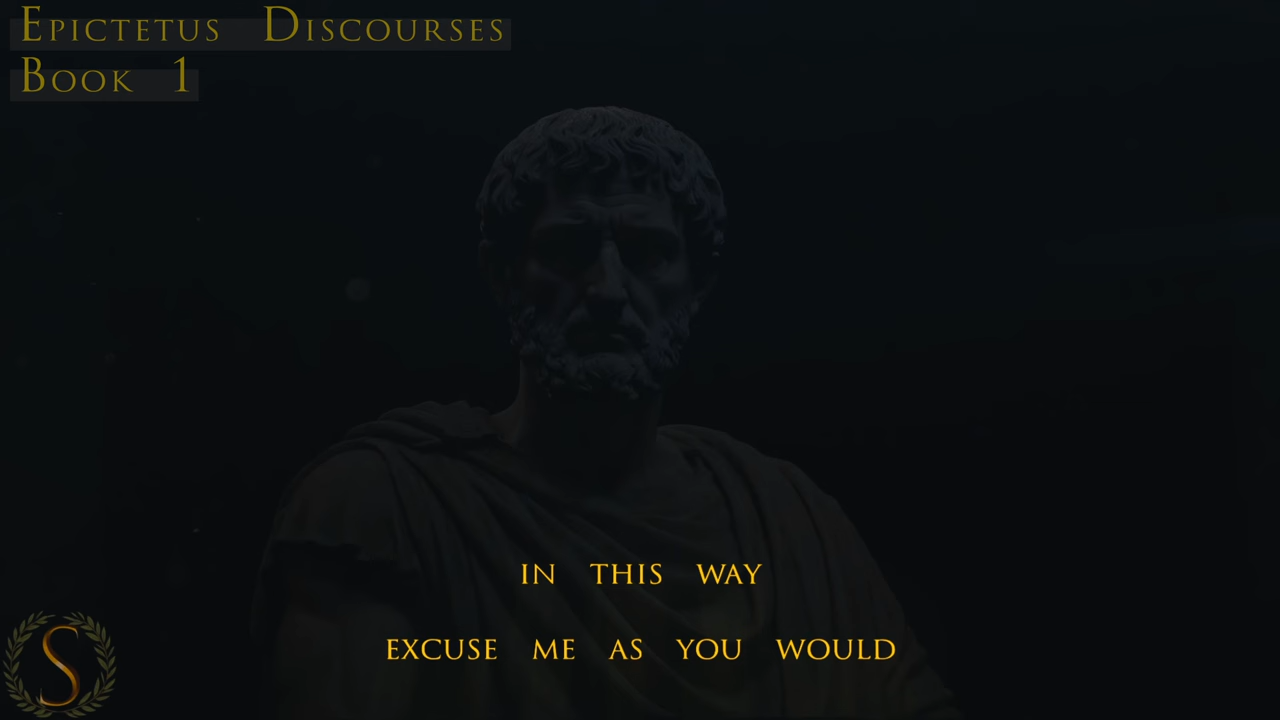 Epictetus Discourses
Book 1
IN THIS WAY
EXCUSE ME AS YOU WOULD
S